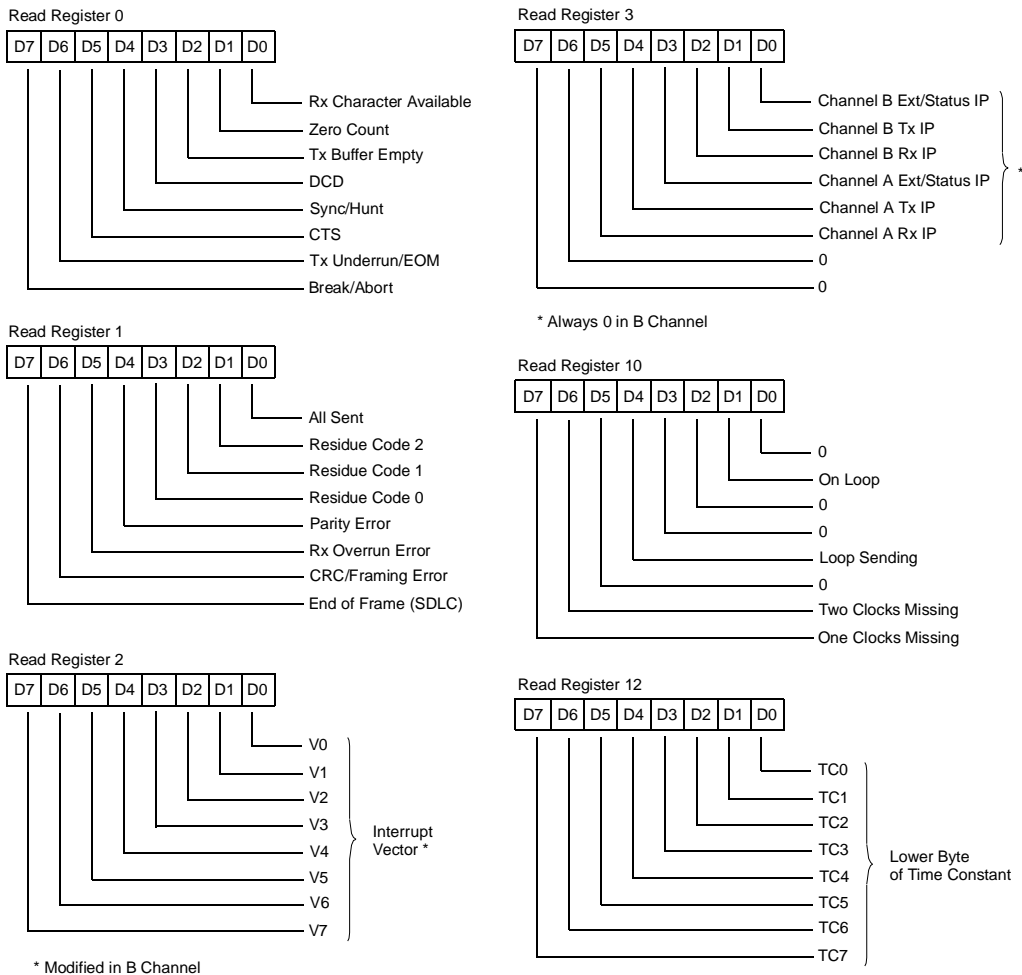 Read Register 0
D7 D6 D5 D4 D3 D2 D1 D0
Rx Character Available
Zero Count
Tx Buffer Empty
DCD
Sync/Hunt
CTS
Tx Underrun/EOM
Break/Abort
Read Register 1
D7 D6 D5 D4 D3 D2 D1 D0
All Sent
Residue Code 2
Residue Code 1
Residue Code 0
Parity Error
Rx Overrun Error
CRC/Framing Error
End of Frame (SDLC)
Read Register 2
D7 D6 D5 D4 D3 D2 D1 D0
V0
V1
V2
V3
V4
V5
V6
V7
Interrupt
Vector *
* Modified in B Channel
Read Register 3
D7 D6 D5 D4 D3 D2 D1 D0
Channel B Ext/Status IP
Channel B Tx IP
Channel B Rx IP
Channel A Ext/Status IP
Channel A Tx IP
Channel A Rx IP
0
0
*
* Always 0 in B Channel
Read Register 10
D7 D6 D5 D4 D3 D2 D1 D0
0
On Loop
0
0
Loop Sending
0
Two Clocks Missing
One Clocks Missing
Read Register 12
D7 D6 D5 D4 D3 D2 D1 D0
TC0
TC1
TC2
TC3
TC4
TC5
TC6
TC7
Lower Byte
of Time Constant